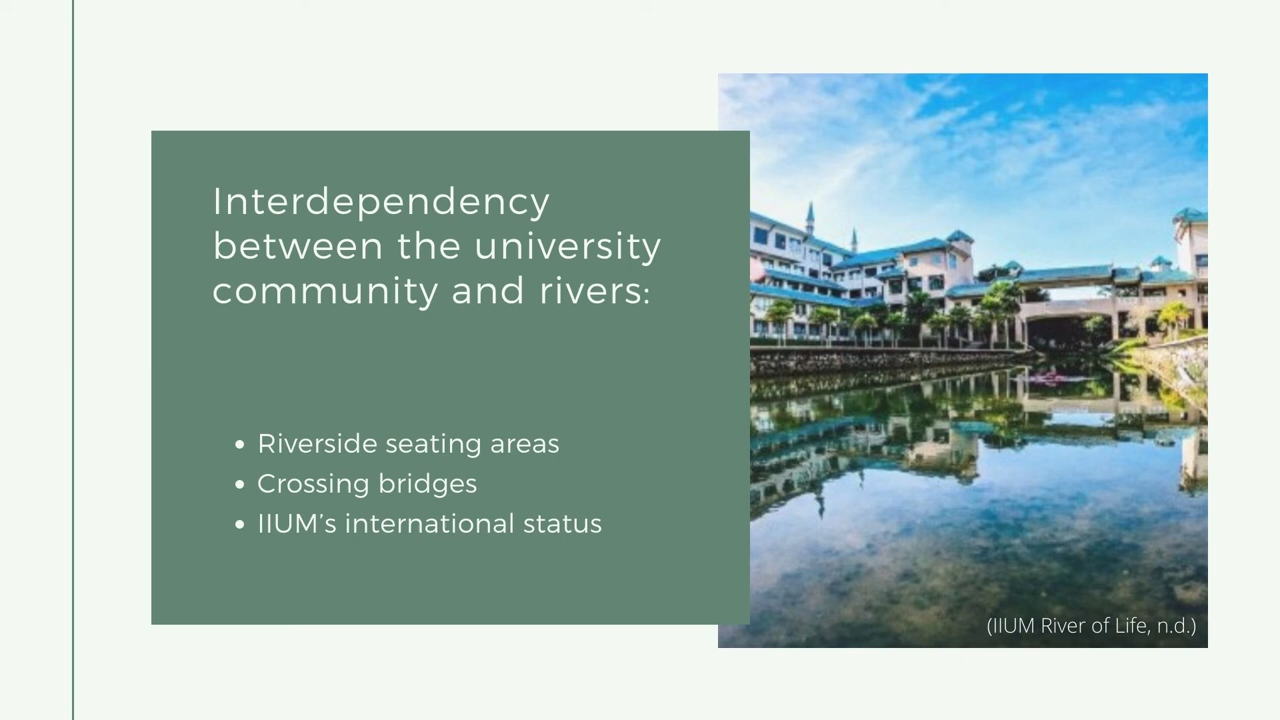 Interdependency
between the university
community and rivers:
• Riverside seating areas
• Crossing bridges
• IIUM’s international status
(IIUM River of Life, n.d.)